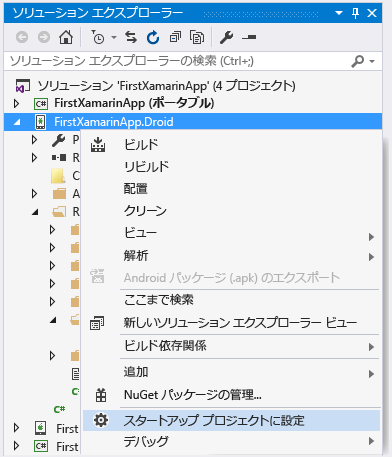 ソリューション エクスプローラー
ソリューション エクスプローラーの検索 (Ctrl+;)
ソリューション 'FirstXamarinApp' (4 プロジェクト)
C# FirstXamarinApp (ポータブル)
FirstXamarinApp.Droid
P
R
C
A
R
C#
C#
First
C# First
ビルド
リビルド
配置
クリーン
ビュー
解析
Android パッケージ (.apk) のエクスポート
ここまで検索
新しいソリューション エクスプローラー ビュー
ビルド依存関係
追加
NuGet パッケージの管理...
スタートアップ プロジェクトに設定
デバッグ